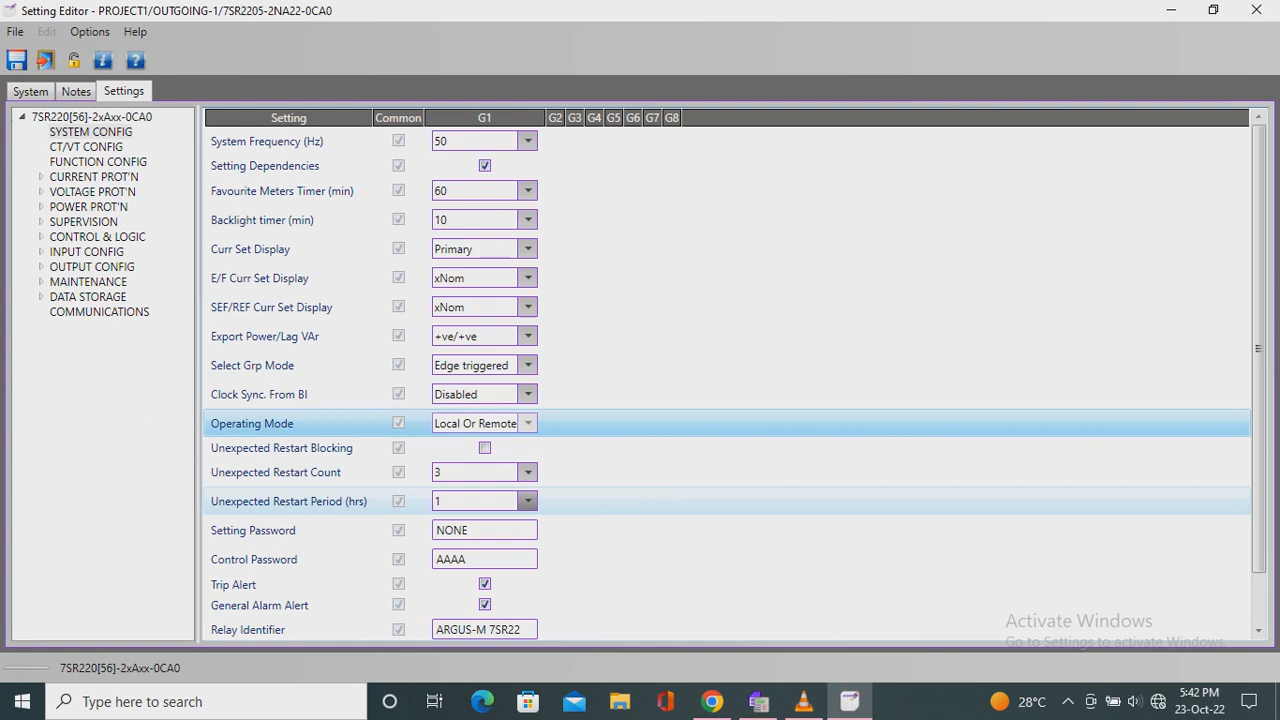 Setting Editor - PROJECT1/OUTGOING-1/7SR2205-2NA22-0CA0
File Edit Options Help
System Notes Settings
7SR220[56]-2xAxx-0CA0
SYSTEM CONFIG
CT/VT CONFIG
FUNCTION CONFIG
CURRENT PROT'N
VOLTAGE PROT'N
POWER PROT'N
SUPERVISION
CONTROL & LOGIC
INPUT CONFIG
OUTPUT CONFIG
MAINTENANCE
DATA STORAGE
COMMUNICATIONS
Setting Common G1 G2 G3 G4 G5 G6 G7 G8
System Frequency (Hz) 50
Setting Dependencies
Favourite Meters Timer (min) 60
Backlight timer (min) 10
Curr Set Display Primary
E/F Curr Set Display xNom
SEF/REF Curr Set Display xNom
Export Power/Lag VAr +ve/+ve
Select Grp Mode Edge triggered
Clock Sync. From BI Disabled
Operating Mode Local Or Remote
Unexpected Restart Blocking
Unexpected Restart Count 3
Unexpected Restart Period (hrs) 1
Setting Password NONE
Control Password AAAA
Trip Alert
General Alarm Alert
Relay Identifier ARGUS-M 7SR22
Activate Windows
Go to Settings to activate Windows.
7SR220[56]-2xAxx-0CA0
Type here to search
28°C
5:42 PM
23-Oct-22